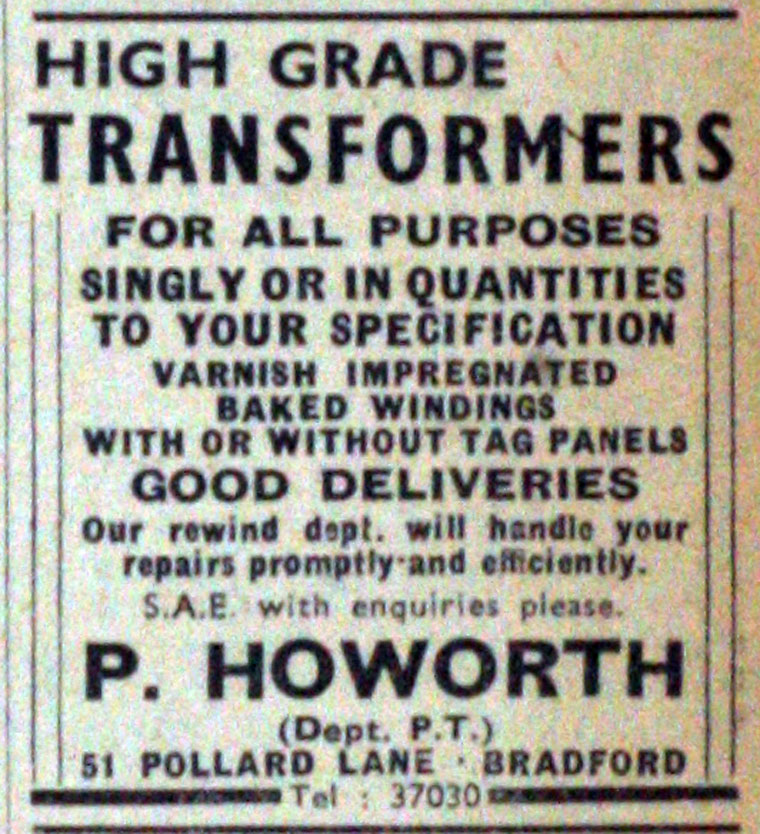 HIGH GRADE
TRANSFORMERS
FOR ALL PURPOSES
SINGLY OR IN QUANTITIES
TO YOUR SPECIFICATION
VARNISH IMPREGNATED
BAKED WINDINGS
WITH OR WITHOUT TAG PANELS
GOOD DELIVERIES
Our rewind dept. will handle your
repairs promptly and efficiently.
S.A.E. with enquiries please.
P. HOWORTH
(Dept. P.T.)
51 POLLARD LANE · BRADFORD
Tel : 37030